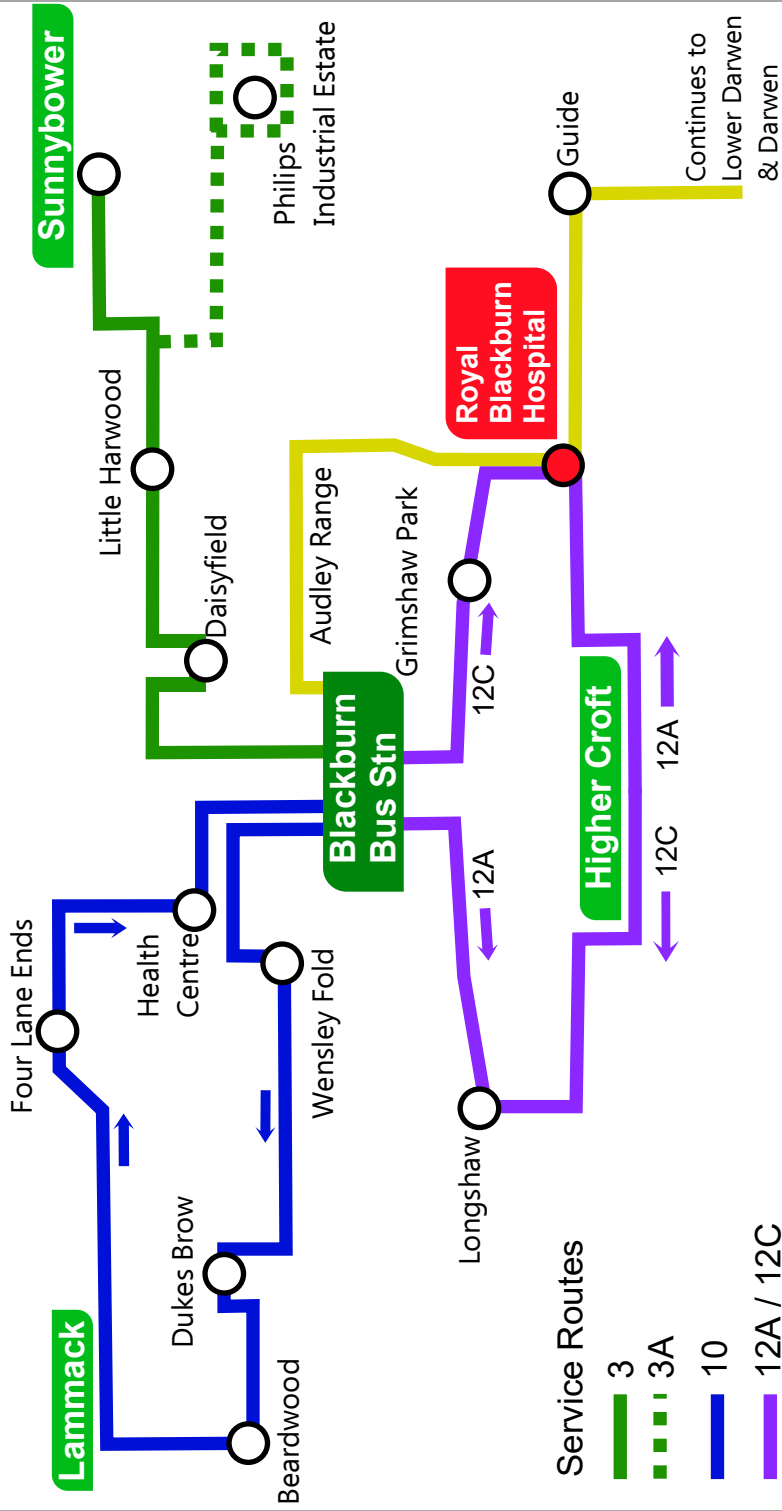 Lammack
Four Lane Ends
Health
Centre
Dukes Brow
Beardwood
Wensley Fold
Sunnybower
Little Harwood
Daisyfield
Philips
Industrial Estate
Blackburn
Bus Stn
Audley Range
Grimshaw Park
Royal
Blackburn
Hospital
Guide
Continues to
Lower Darwen
& Darwen
Longshaw
12A
12C
Higher Croft
12C
12A
Service Routes
3
3A
10
12A / 12C